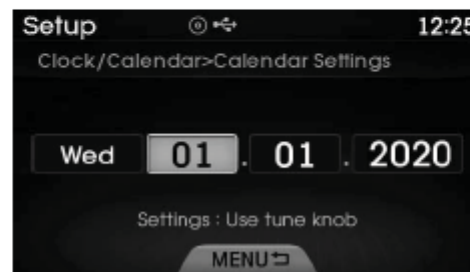 Setup 12:25
Clock/Calendar>Calendar Settings
Wed 01 . 01 . 2020
Settings : Use tune knob
MENU